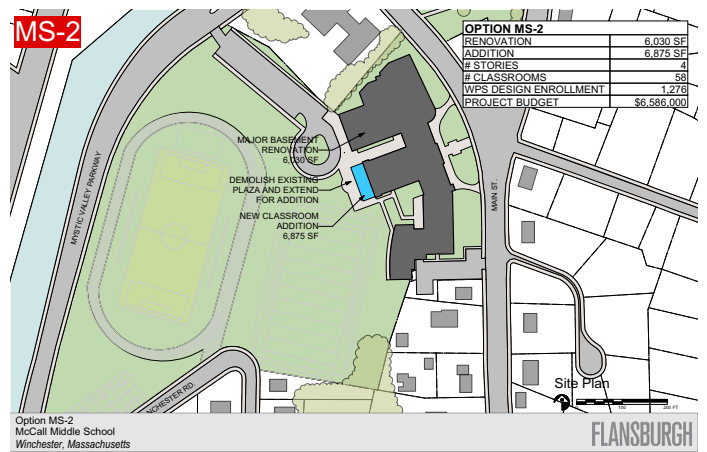 MS-2
OPTION MS-2
RENOVATION 6,030 SF
ADDITION 6,875 SF
# STORIES 4
# CLASSROOMS 58
WPS DESIGN ENROLLMENT 1,276
PROJECT BUDGET $6,586,000
MAJOR BASEMENT
RENOVATION
6,030 SF
DEMOLISH EXISTING
PLAZA AND EXTEND
FOR ADDITION
NEW CLASSROOM
ADDITION
6,875 SF
MYSTIC VALLEY PARKWAY
MAIN ST.
NCHESTER RD.
Site Plan
100 200 FT
Option MS-2
McCall Middle School
Winchester, Massachusetts
FLANSBURGH